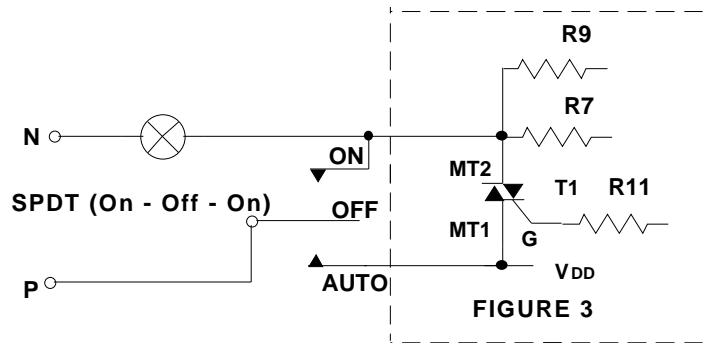 R9
R7
N
ON
MT2
T1
R11
SPDT (On - Off - On)
OFF
MT1
G
P
AUTO
VDD
FIGURE 3